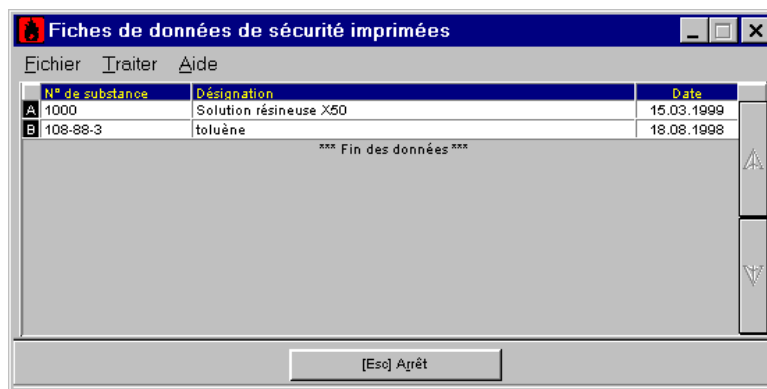 Fiches de données de sécurité imprimées
Fichier Traiter Aide
N° de substance Désignation Date
A 1000 Solution résineuse X50 15.03.1999
B 108-88-3 toluène 18.08.1998
*** Fin des données ***
[Esc] Arrêt